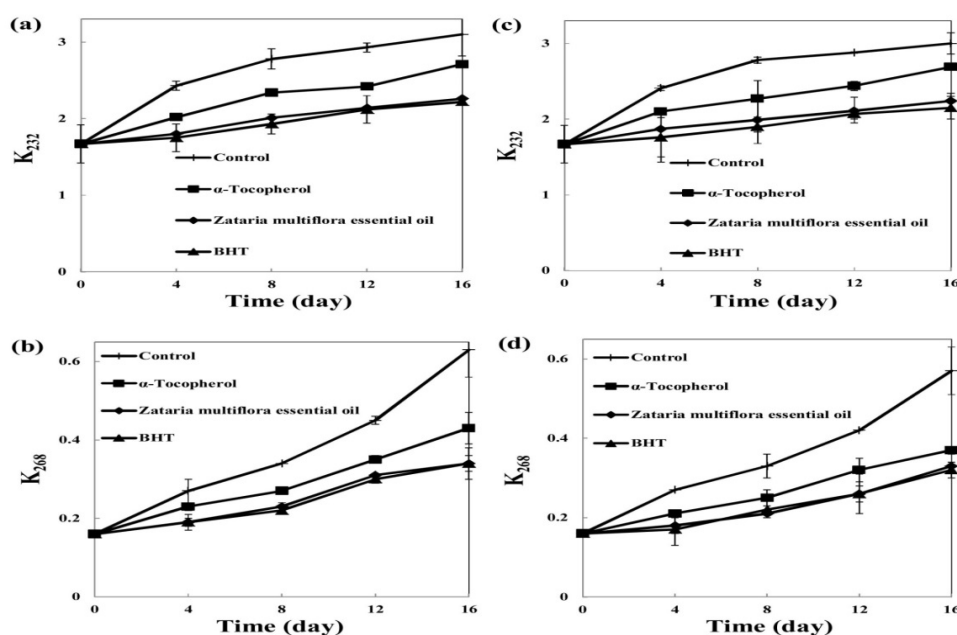 (a)
3
2
1
0
K232
Control
α-Tocopherol
Zataria multiflora essential oil
BHT
0 4 8 12 16
Time (day)
(c)
3
2
1
0
K232
Control
α-Tocopherol
Zataria multiflora essential oil
BHT
0 4 8 12 16
Time (day)
(b)
0.6
0.4
0.2
0
K268
Control
α-Tocopherol
Zataria multiflora essential oil
BHT
0 4 8 12 16
Time (day)
(d)
0.6
0.4
0.2
0
K268
Control
α-Tocopherol
Zataria multiflora essential oil
BHT
0 4 8 12 16
Time (day)